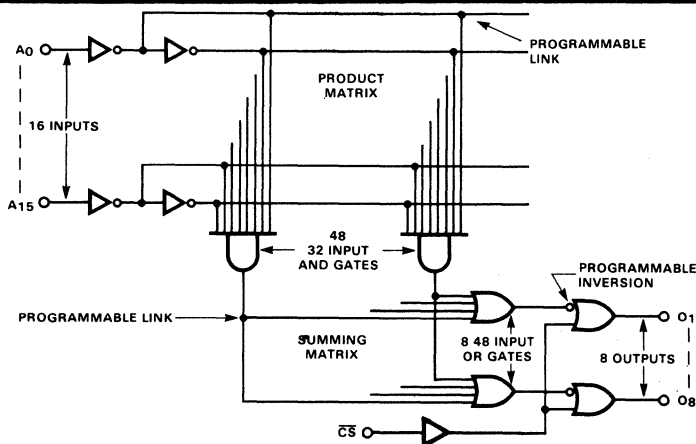 A0
PROGRAMMABLE
LINK
PRODUCT
MATRIX
16 INPUTS
A15
48
32 INPUT
AND GATES
PROGRAMMABLE
INVERSION
PROGRAMMABLE LINK
SUMMING
MATRIX
8 48 INPUT
OR GATES
O1
8 OUTPUTS
O8
CS